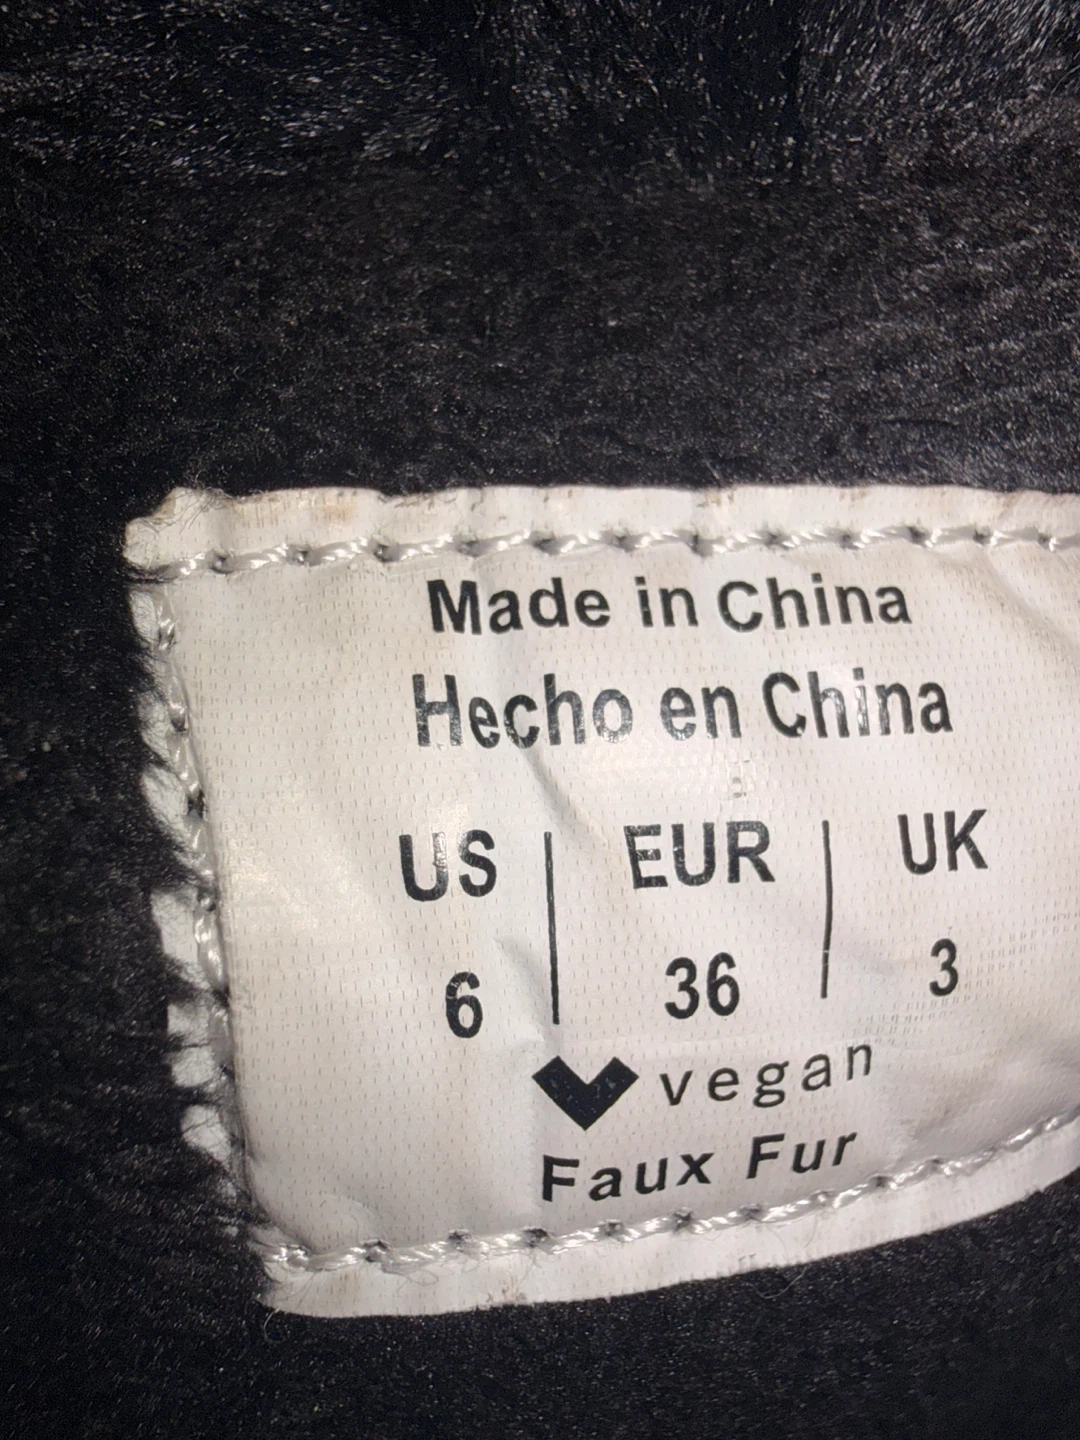 Made in China
Hecho en China
US | EUR | UK
6 | 36 | 3
vegan
Faux Fur